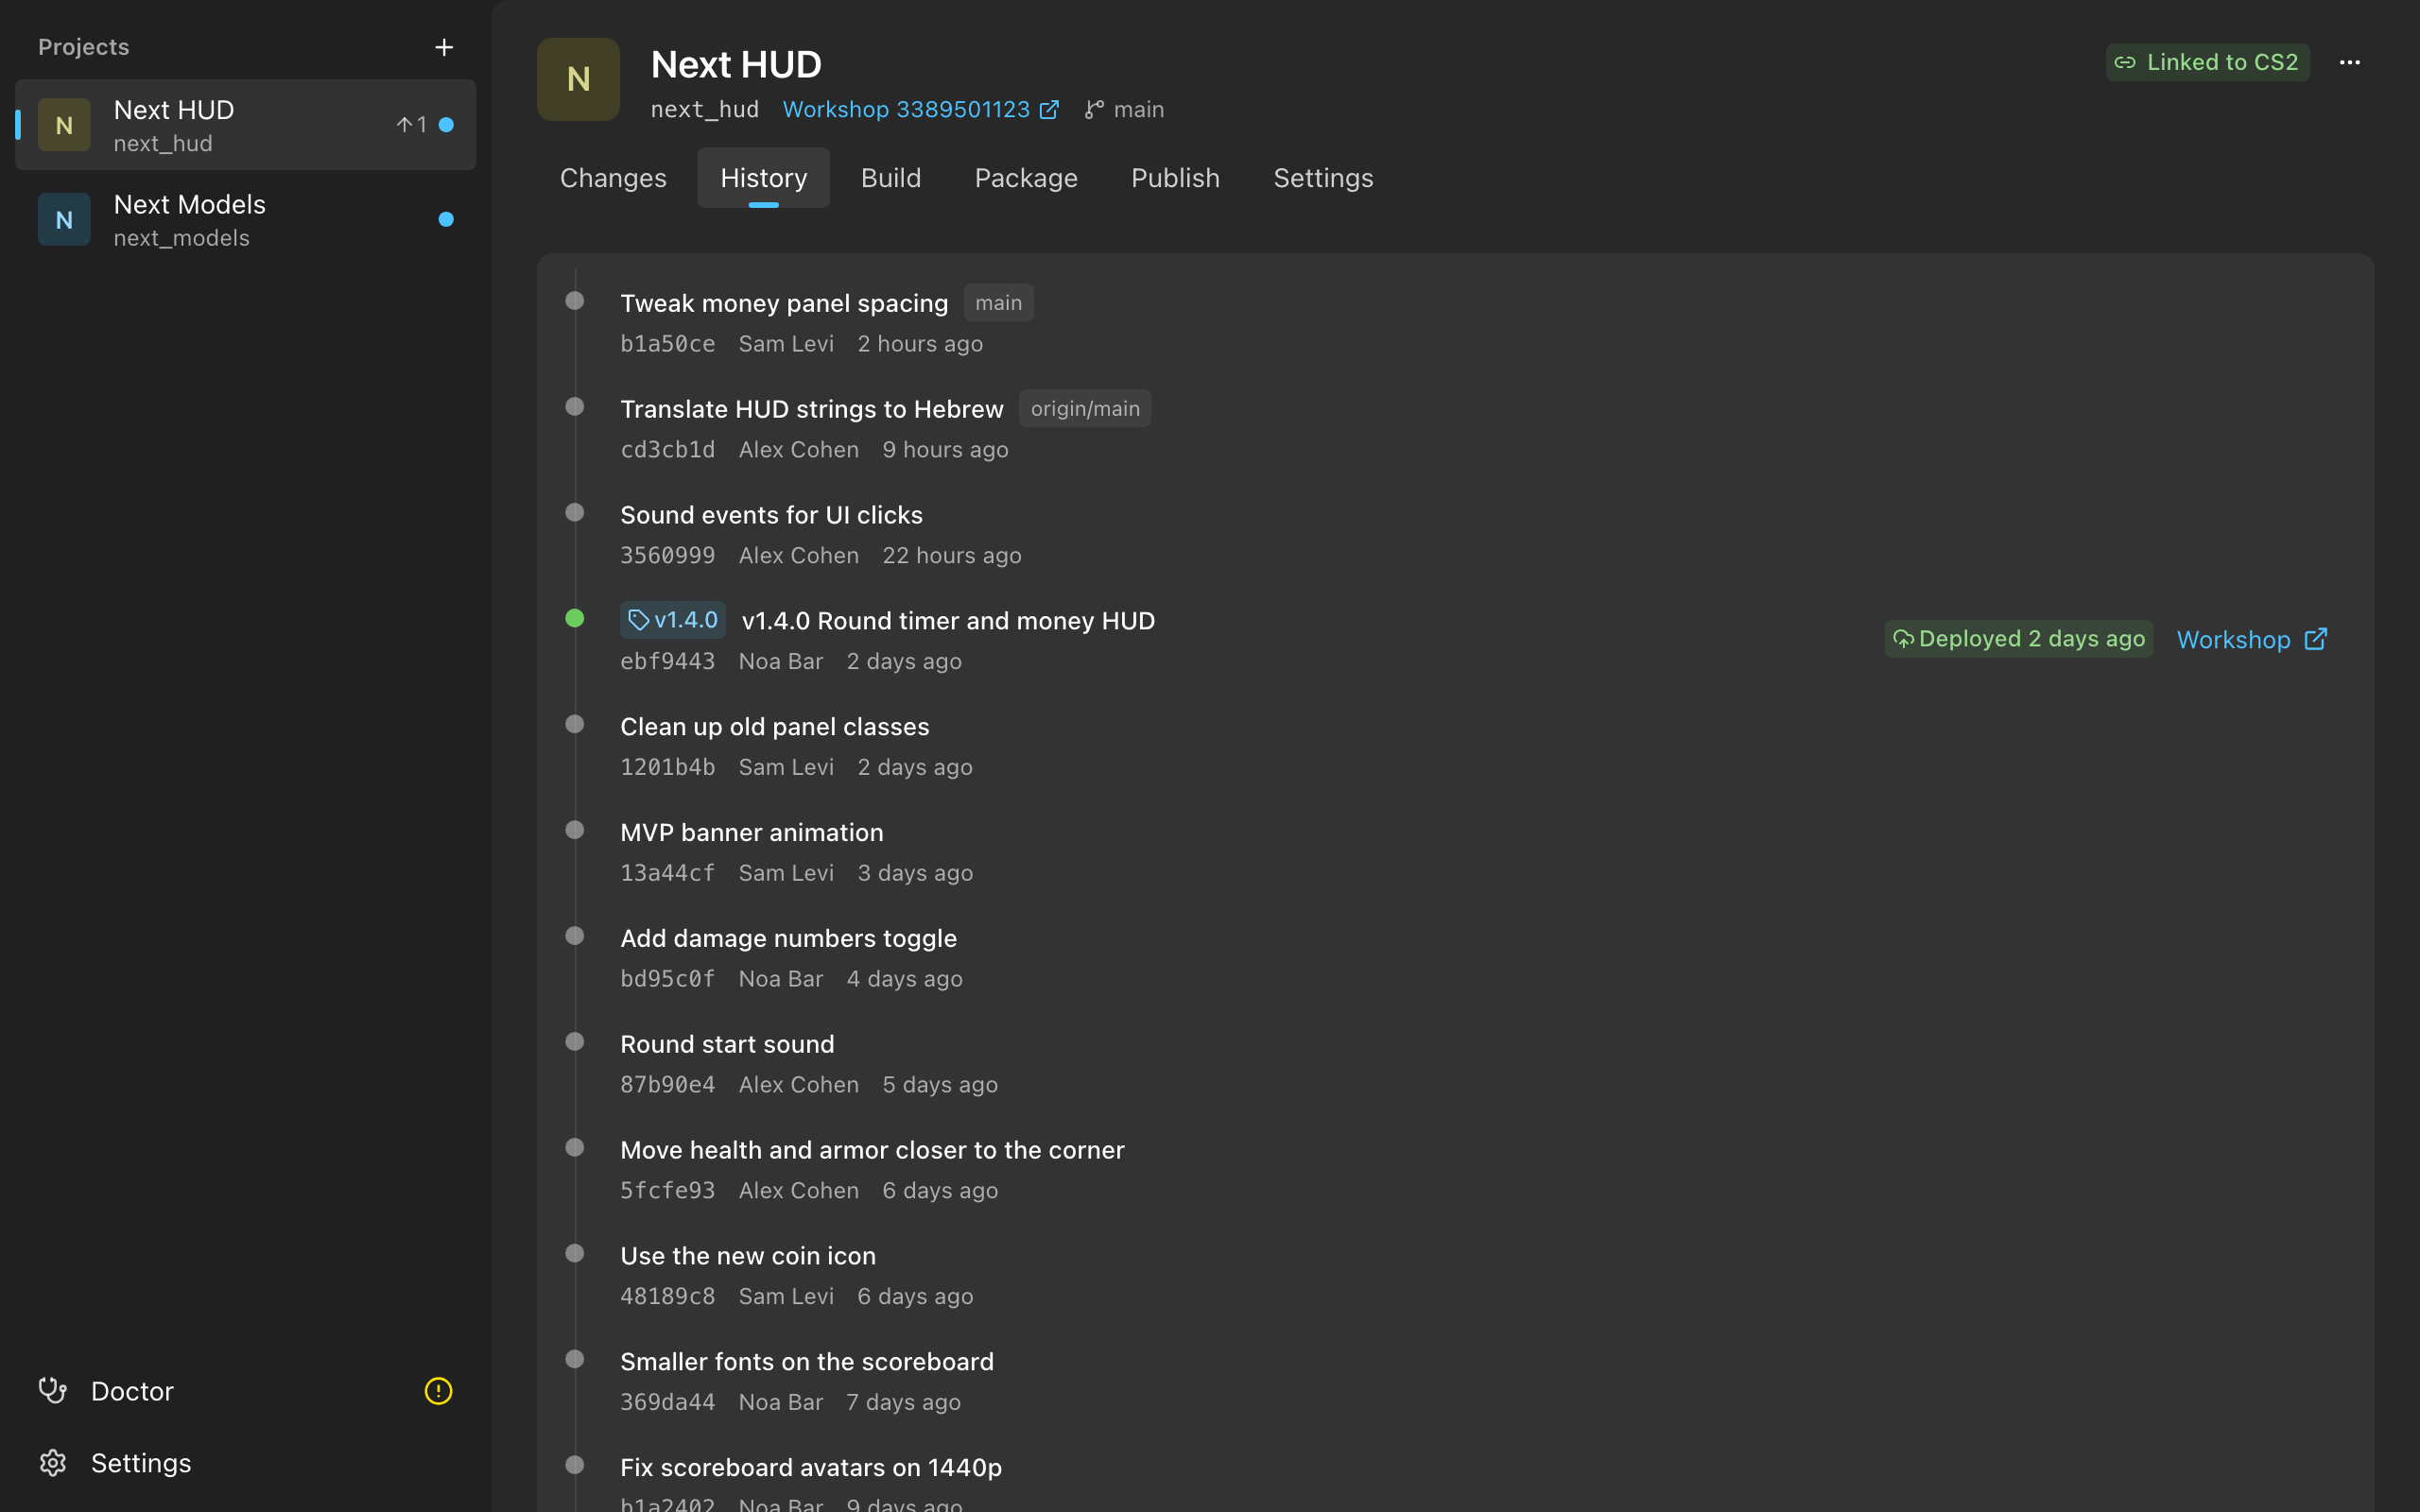 Projects
N
Next HUD
next_hud
1
N
Next Models
next_models
Doctor
Settings
N
Next HUD
next_hud Workshop 3389501123 main
Linked to CS2
Changes History Build Package Publish Settings
Tweak money panel spacing main
b1a50ce Sam Levi 2 hours ago
Translate HUD strings to Hebrew origin/main
cd3cb1d Alex Cohen 9 hours ago
Sound events for UI clicks
3560999 Alex Cohen 22 hours ago
v1.4.0 v1.4.0 Round timer and money HUD
ebf9443 Noa Bar 2 days ago
Deployed 2 days ago Workshop
Clean up old panel classes
1201b4b Sam Levi 2 days ago
MVP banner animation
13a44cf Sam Levi 3 days ago
Add damage numbers toggle
bd95c0f Noa Bar 4 days ago
Round start sound
87b90e4 Alex Cohen 5 days ago
Move health and armor closer to the corner
5fcfe93 Alex Cohen 6 days ago
Use the new coin icon
48189c8 Sam Levi 6 days ago
Smaller fonts on the scoreboard
369da44 Noa Bar 7 days ago
Fix scoreboard avatars on 1440p
b1a2402 Noa Bar 9 days ago